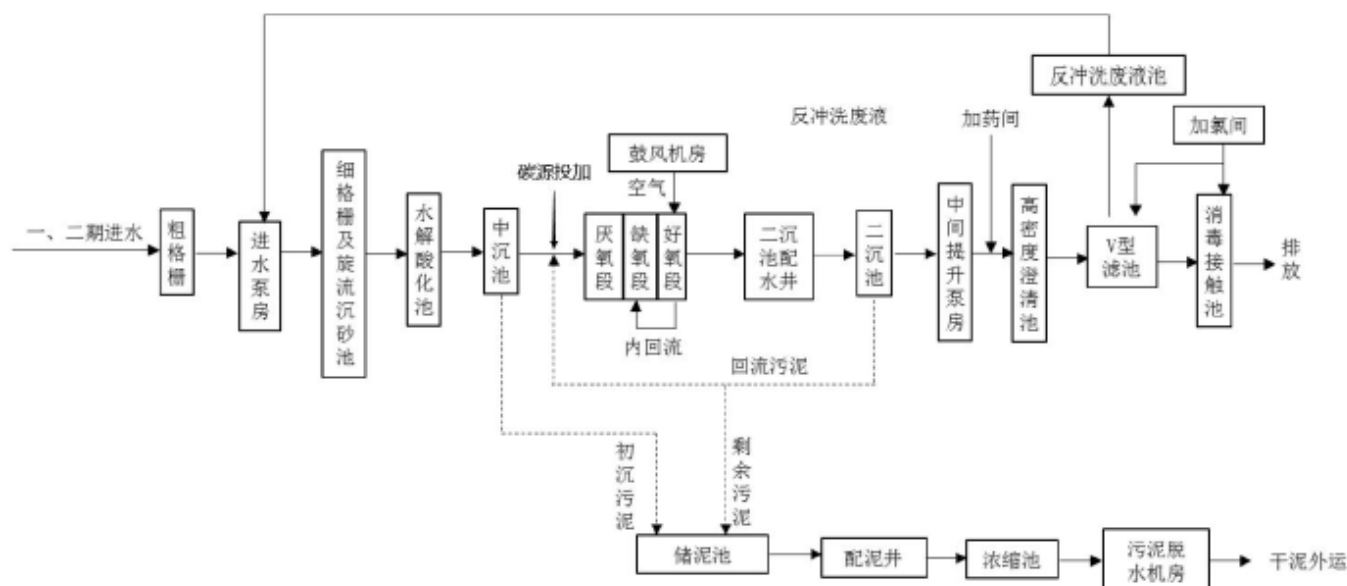 反冲洗废液池
反冲洗废液
加药间
加氯间
鼓风机房
碳源投加
空气
一、二期进水
粗格栅
进水泵房
细格栅及旋流沉砂池
水解酸化池
中沉池
厌氧段
缺氧段
好氧段
二沉池配水井
二沉池
中间提升泵房
高密度澄清池
V型滤池
消毒接触池
排放
内回流
回流污泥
初沉污泥
剩余污泥
储泥池
配泥井
浓缩池
污泥脱水机房
干泥外运